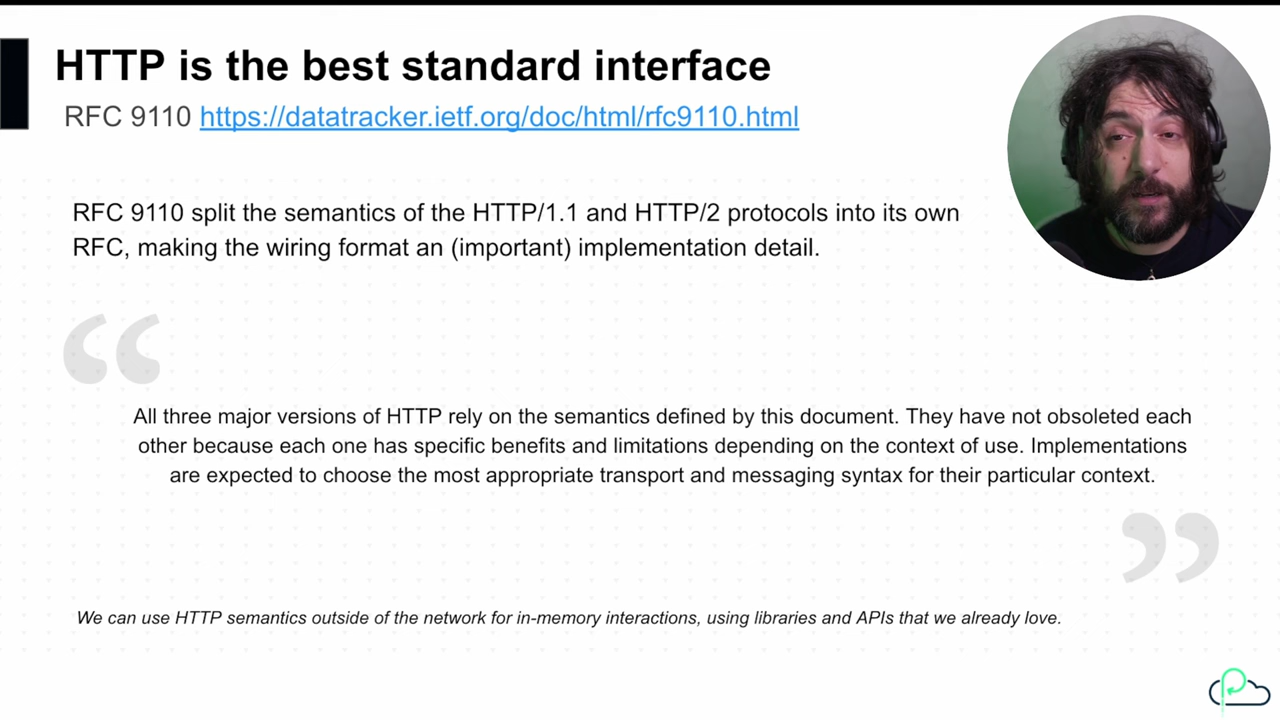 HTTP is the best standard interface
RFC 9110 https://datatracker.ietf.org/doc/html/rfc9110.html
RFC 9110 split the semantics of the HTTP/1.1 and HTTP/2 protocols into its own
RFC, making the wiring format an (important) implementation detail.
“
All three major versions of HTTP rely on the semantics defined by this document. They have not obsoleted each
other because each one has specific benefits and limitations depending on the context of use. Implementations
are expected to choose the most appropriate transport and messaging syntax for their particular context.
”
We can use HTTP semantics outside of the network for in-memory interactions, using libraries and APIs that we already love.